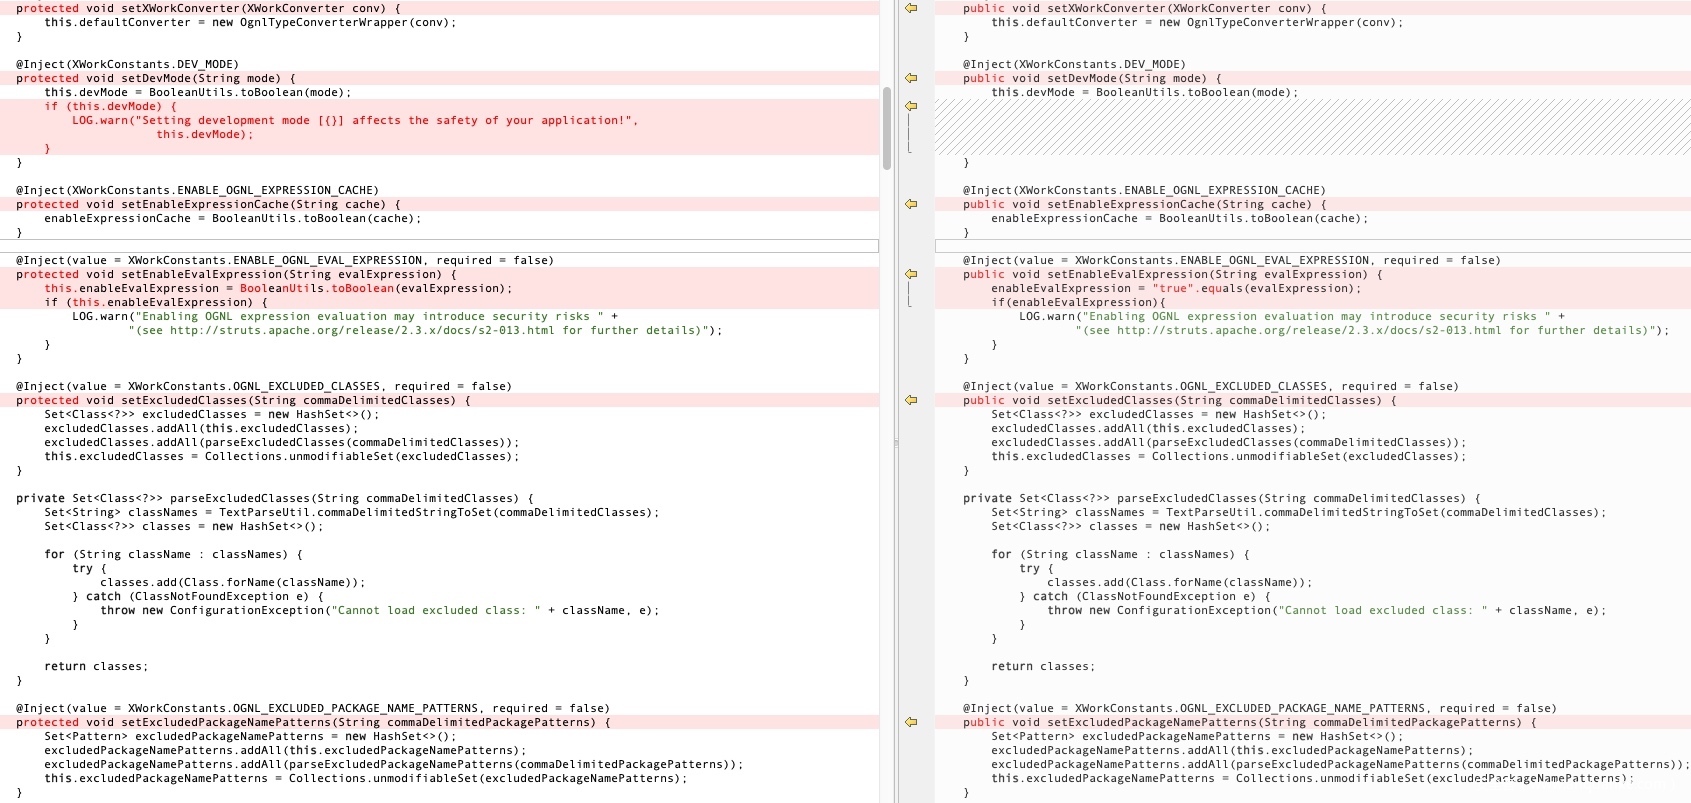 protected void setXWorkConverter(XWorkConverter conv) {
    this.defaultConverter = new OgnlTypeConverterWrapper(conv);
}
@Inject(XWorkConstants.DEV_MODE)
protected void setDevMode(String mode) {
    this.devMode = BooleanUtils.toBoolean(mode);
    if (this.devMode) {
        LOG.warn("Setting development mode [{}] affects the safety of your application!",
                    this.devMode);
    }
}
@Inject(XWorkConstants.ENABLE_OGNL_EXPRESSION_CACHE)
protected void setEnableExpressionCache(String cache) {
    enableExpressionCache = BooleanUtils.toBoolean(cache);
}
@Inject(value = XWorkConstants.ENABLE_OGNL_EVAL_EXPRESSION, required = false)
protected void setEnableEvalExpression(String evalExpression) {
    this.enableEvalExpression = BooleanUtils.toBoolean(evalExpression);
    if (this.enableEvalExpression) {
        LOG.warn("Enabling OGNL expression evaluation may introduce security risks " +
                "(see http://struts.apache.org/release/2.3.x/docs/s2-013.html for further details)");
    }
}
@Inject(value = XWorkConstants.OGNL_EXCLUDED_CLASSES, required = false)
protected void setExcludedClasses(String commaDelimitedClasses) {
    Set<Class<?>> excludedClasses = new HashSet<>();
    excludedClasses.addAll(this.excludedClasses);
    excludedClasses.addAll(parseExcludedClasses(commaDelimitedClasses));
    this.excludedClasses = Collections.unmodifiableSet(excludedClasses);
}
private Set<Class<?>> parseExcludedClasses(String commaDelimitedClasses) {
    Set<String> classNames = TextParseUtil.commaDelimitedStringToSet(commaDelimitedClasses);
    Set<Class<?>> classes = new HashSet<>();
    for (String className : classNames) {
        try {
            classes.add(Class.forName(className));
        } catch (ClassNotFoundException e) {
            throw new ConfigurationException("Cannot load excluded class: " + className, e);
        }
    }
    return classes;
}
@Inject(value = XWorkConstants.OGNL_EXCLUDED_PACKAGE_NAME_PATTERNS, required = false)
protected void setExcludedPackageNamePatterns(String commaDelimitedPackagePatterns) {
    Set<Pattern> excludedPackageNamePatterns = new HashSet<>();
    excludedPackageNamePatterns.addAll(this.excludedPackageNamePatterns);
    excludedPackageNamePatterns.addAll(parseExcludedPackageNamePatterns(commaDelimitedPackagePatterns));
    this.excludedPackageNamePatterns = Collections.unmodifiableSet(excludedPackageNamePatterns);
}
public void setXWorkConverter(XWorkConverter conv) {
    this.defaultConverter = new OgnlTypeConverterWrapper(conv);
}
@Inject(XWorkConstants.DEV_MODE)
public void setDevMode(String mode) {
    this.devMode = BooleanUtils.toBoolean(mode);
}
@Inject(XWorkConstants.ENABLE_OGNL_EXPRESSION_CACHE)
public void setEnableExpressionCache(String cache) {
    enableExpressionCache = BooleanUtils.toBoolean(cache);
}
@Inject(value = XWorkConstants.ENABLE_OGNL_EVAL_EXPRESSION, required = false)
public void setEnableEvalExpression(String evalExpression) {
    enableEvalExpression = "true".equals(evalExpression);
    if(enableEvalExpression){
        LOG.warn("Enabling OGNL expression evaluation may introduce security risks " +
                "(see http://struts.apache.org/release/2.3.x/docs/s2-013.html for further details)");
    }
}
@Inject(value = XWorkConstants.OGNL_EXCLUDED_CLASSES, required = false)
public void setExcludedClasses(String commaDelimitedClasses) {
    Set<Class<?>> excludedClasses = new HashSet<>();
    excludedClasses.addAll(this.excludedClasses);
    excludedClasses.addAll(parseExcludedClasses(commaDelimitedClasses));
    this.excludedClasses = Collections.unmodifiableSet(excludedClasses);
}
private Set<Class<?>> parseExcludedClasses(String commaDelimitedClasses) {
    Set<String> classNames = TextParseUtil.commaDelimitedStringToSet(commaDelimitedClasses);
    Set<Class<?>> classes = new HashSet<>();
    for (String className : classNames) {
        try {
            classes.add(Class.forName(className));
        } catch (ClassNotFoundException e) {
            throw new ConfigurationException("Cannot load excluded class: " + className, e);
        }
    }
    return classes;
}
@Inject(value = XWorkConstants.OGNL_EXCLUDED_PACKAGE_NAME_PATTERNS, required = false)
public void setExcludedPackageNamePatterns(String commaDelimitedPackagePatterns) {
    Set<Pattern> excludedPackageNamePatterns = new HashSet<>();
    excludedPackageNamePatterns.addAll(this.excludedPackageNamePatterns);
    excludedPackageNamePatterns.addAll(parseExcludedPackageNamePatterns(commaDelimitedPackagePatterns));
    this.excludedPackageNamePatterns = Collections.unmodifiableSet(excludedPackageNamePatterns);
}